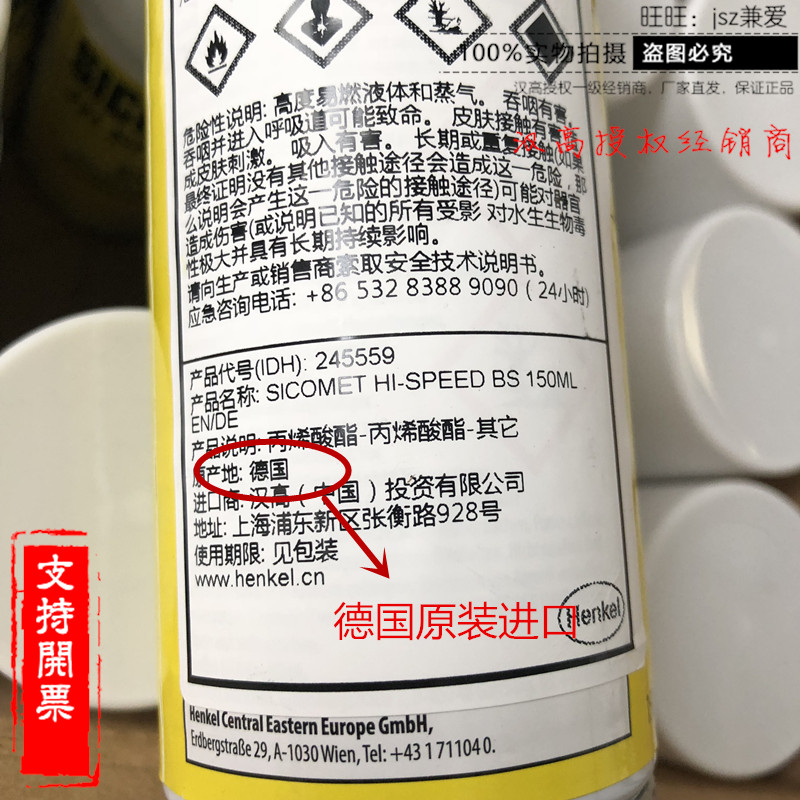 旺旺：jsz兼爱
100%实物拍摄 盗图必究
汉高授权一级经销商，厂家直发，保证正品
汉高授权经销商
危险性说明: 高度易燃液体和蒸气。 吞咽有害。
吞咽并进入呼吸道可能致命。 皮肤接触有害。
成皮肤刺激。 吸入有害。 长期或重复接触(如果
最终证明没有其他接触途径会造成这一危险，那
么说明会产生这一危险的接触途径)可能对器官
造成伤害(或说明已知的所有受影 对水生生物毒
性极大并具有长期持续影响。
请向生产或销售商索取安全技术说明书。
应急咨询电话: +86 532 8388 9090 ( 24小时)
产品代号(IDH): 245559
产品名称: SICOMET HI-SPEED BS 150ML
EN/DE
产品说明: 丙烯酸酯-丙烯酸酯-其它
原产地: 德国
进口商: 汉高（中国）投资有限公司
地址: 上海浦东新区张衡路928号
使用期限: 见包装
www.henkel.cn
德国原装进口
Henkel
支持開票
Henkel Central Eastern Europe GmbH,
Erdbergstraße 29, A-1030 Wien, Tel: +43 1 71104 0.